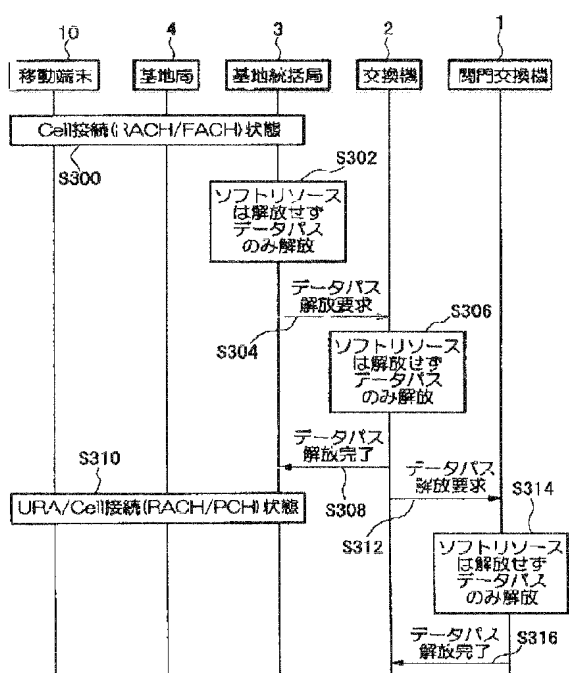 10
4
3
2
1
移動端末
基地局
基地統括局
交換機
関門交換機
Cell接続(RACH/FACH)状態
S300
S302
ソフトリソース
は解放せず
データパス
のみ解放
データパス
解放要求
S304
S306
ソフトリソース
は解放せず
データパス
のみ解放
データパス
解放完了
S308
S310
URA/Cell接続(RACH/PCH)状態
データパス
解放要求
S312
S314
ソフトリソース
は解放せず
データパス
のみ解放
データパス
解放完了
S316